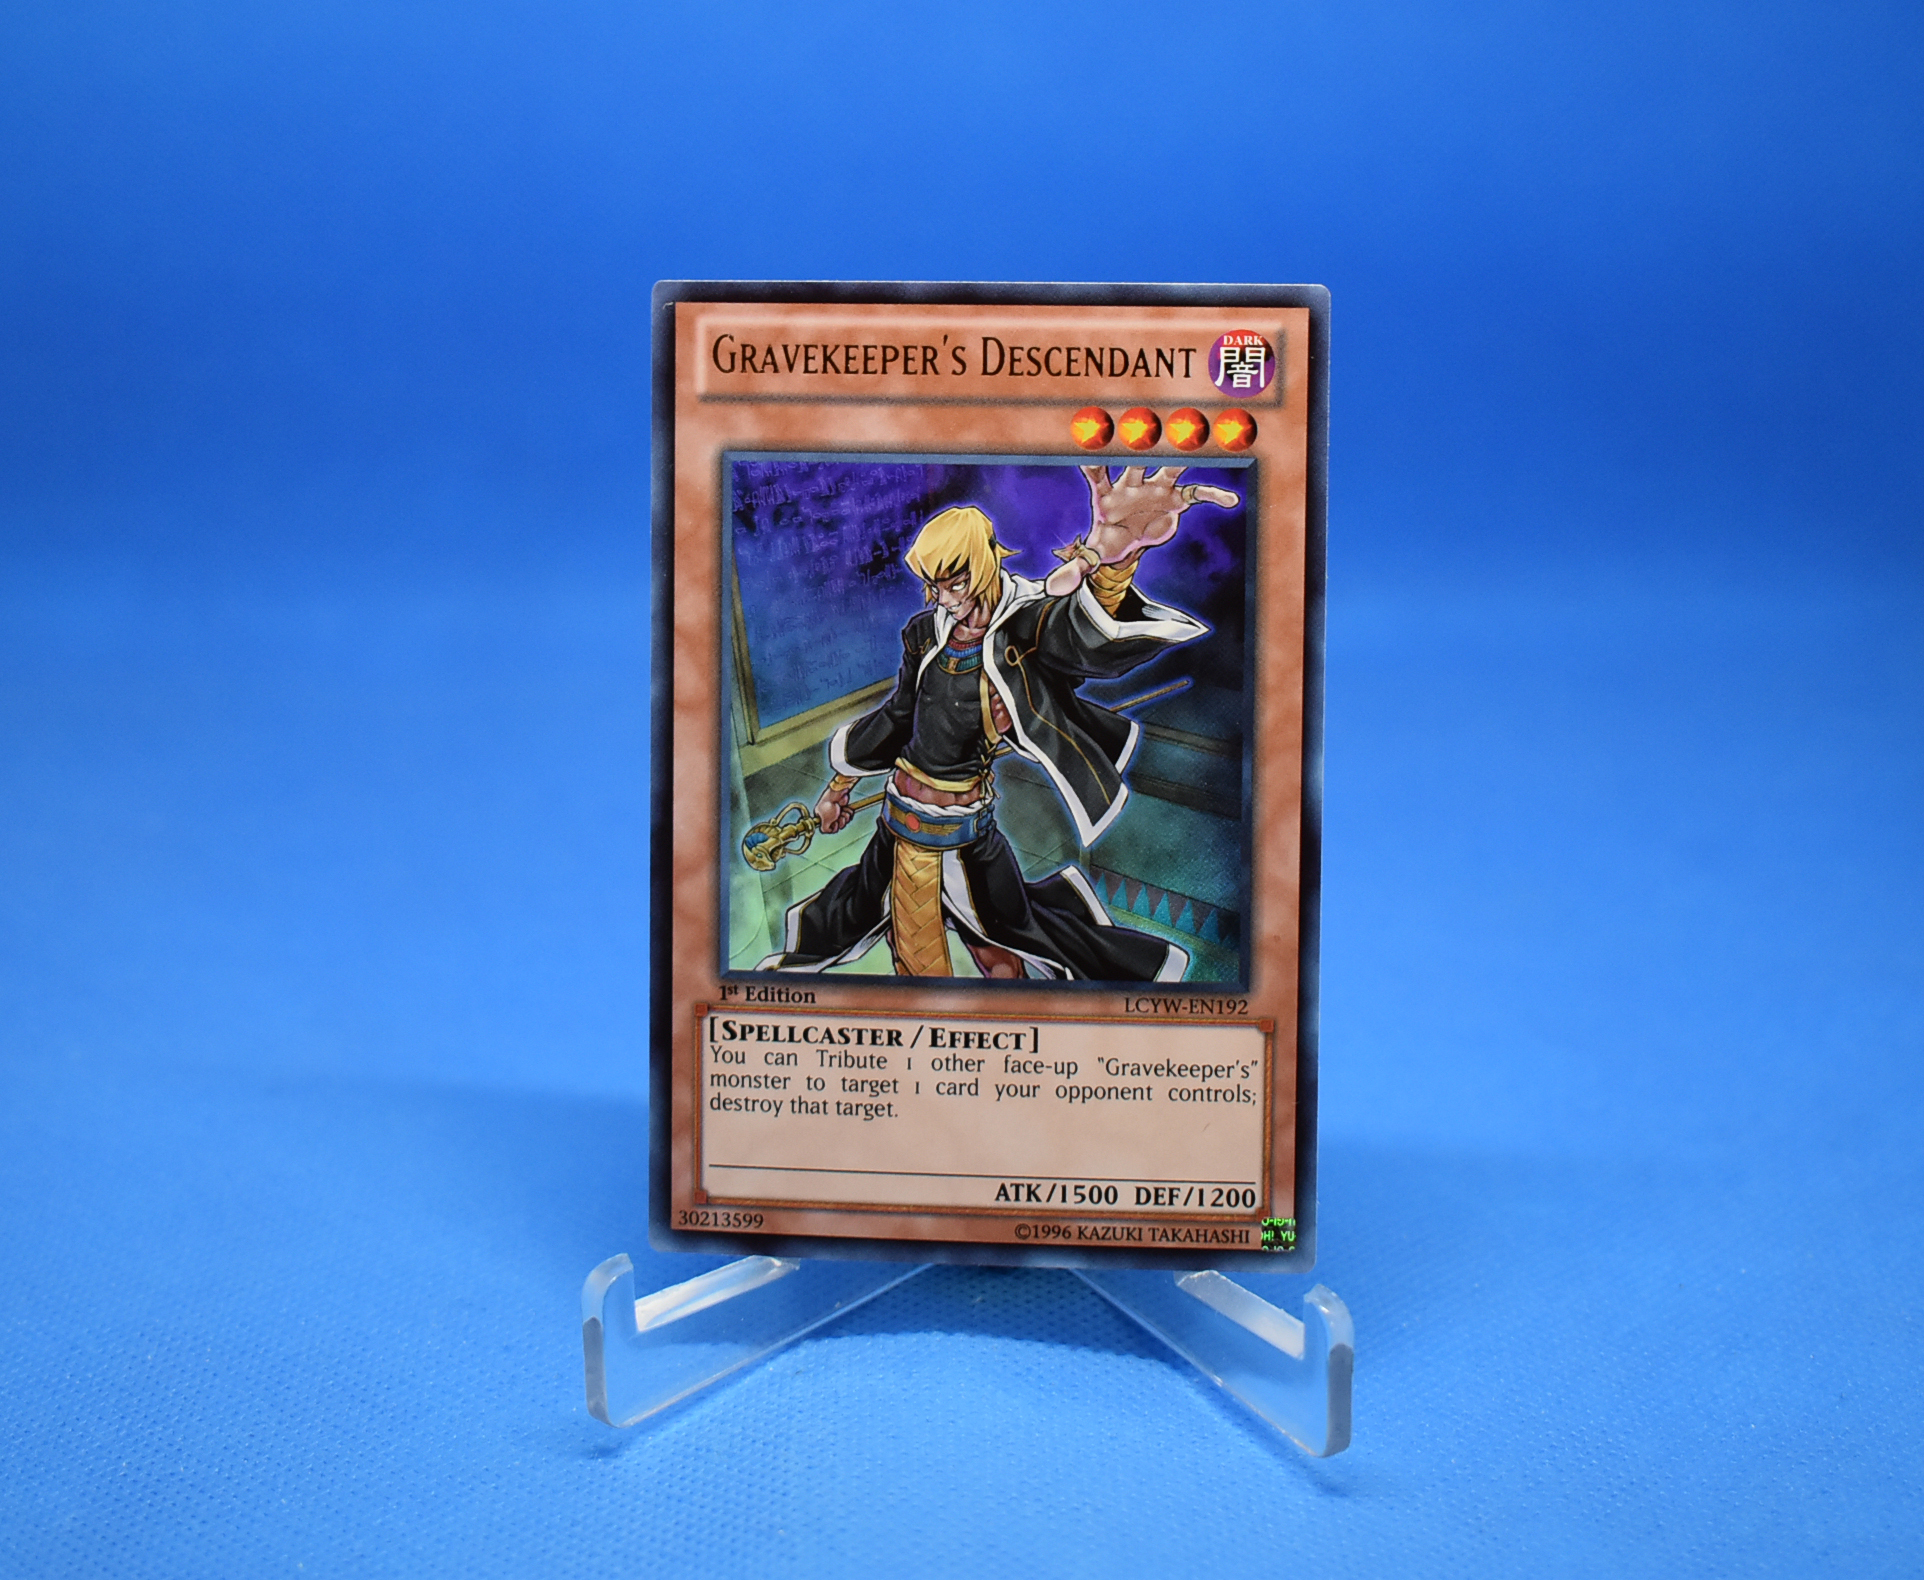 GRAVEKEEPER'S DESCENDANT
DARK
闇
1st Edition
LCYW-EN192
[SPELLCASTER / EFFECT]
You can Tribute 1 other face-up "Gravekeeper's"
monster to target 1 card your opponent controls;
destroy that target.
ATK/1500 DEF/1200
30213599
©1996 KAZUKI TAKAHASHI